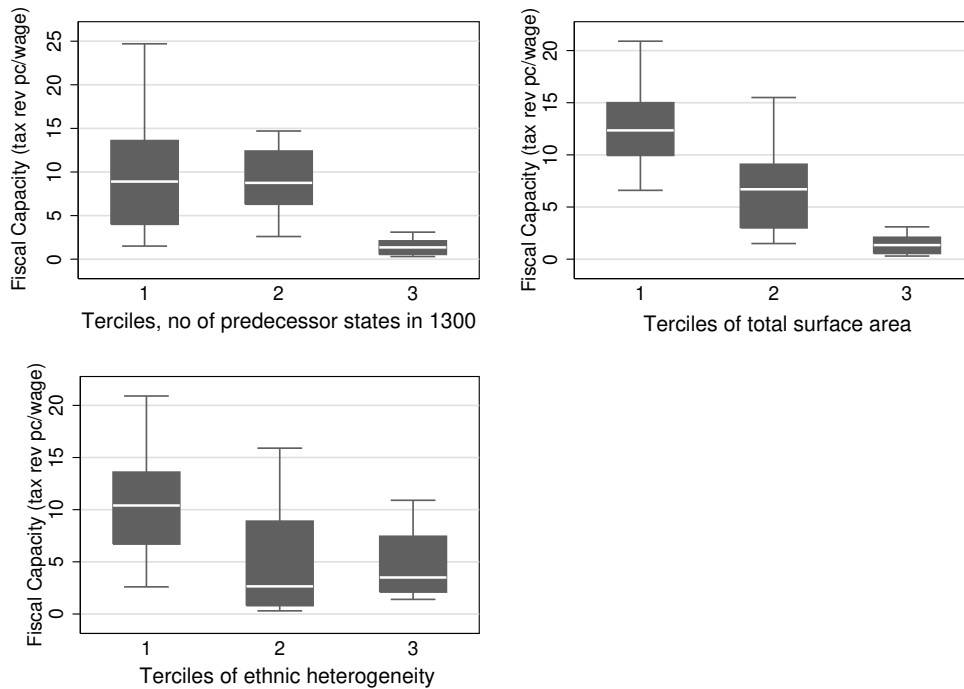 Fiscal Capacity (tax rev pc/wage)
25
20
15
10
5
0
1 2 3
Terciles, no of predecessor states in 1300
Fiscal Capacity (tax rev pc/wage)
20
15
10
5
0
1 2 3
Terciles of total surface area
Fiscal Capacity (tax rev pc/wage)
20
15
10
5
0
1 2 3
Terciles of ethnic heterogeneity